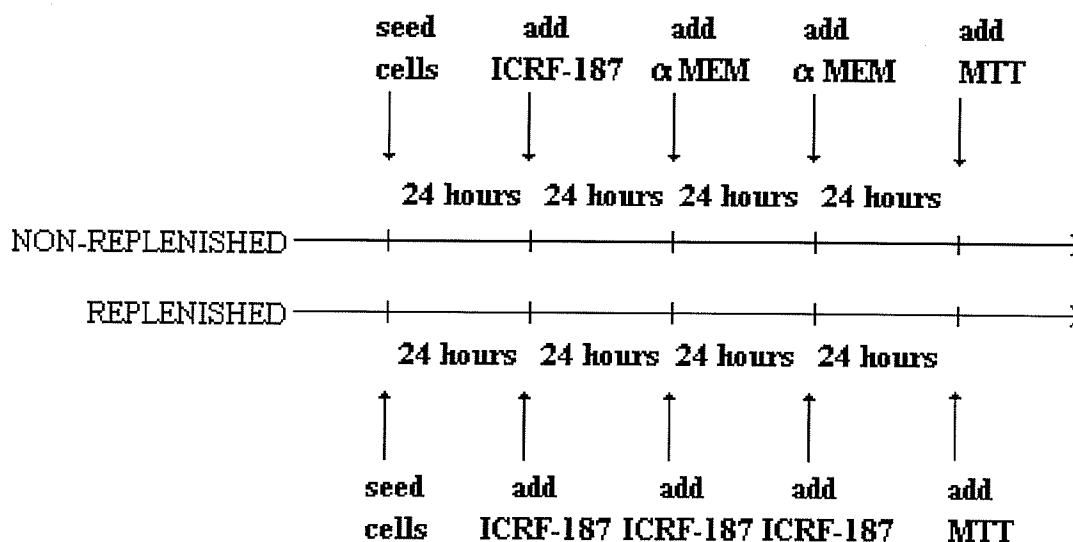 seed add add add add
cells ICRF-187 α MEM α MEM MTT
24 hours 24 hours 24 hours 24 hours
NON-REPLENISHED
REPLENISHED
24 hours 24 hours 24 hours 24 hours
seed add add add add
cells ICRF-187 ICRF-187 ICRF-187 MTT